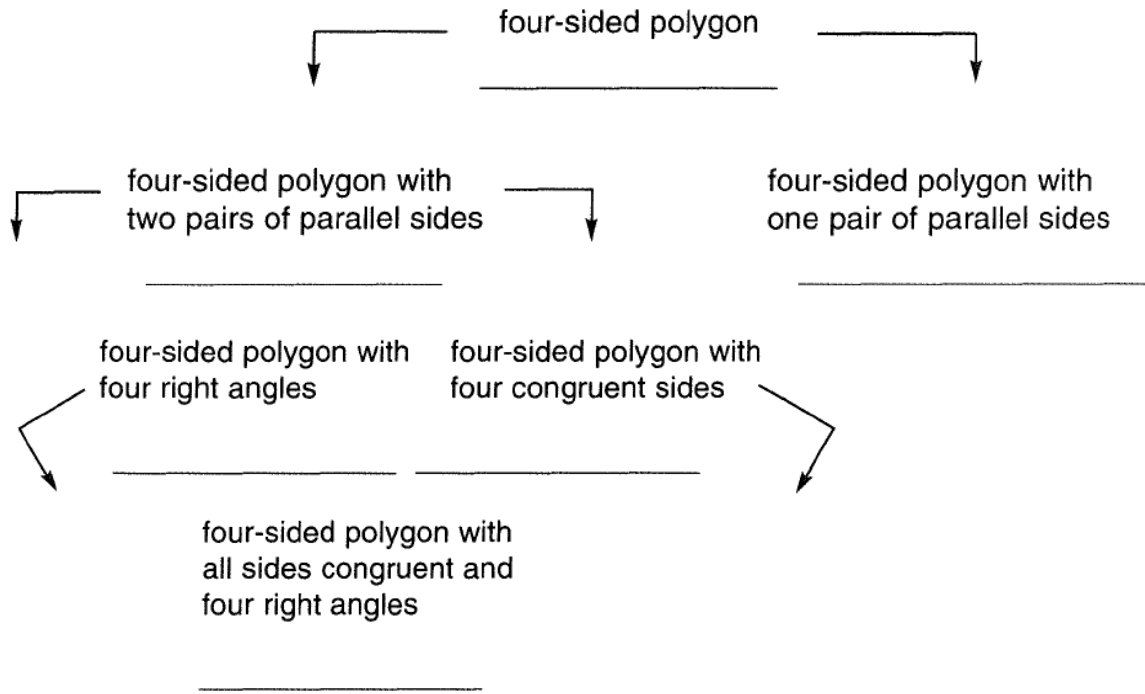 four-sided polygon
four-sided polygon with
two pairs of parallel sides
four-sided polygon with
one pair of parallel sides
four-sided polygon with
four right angles
four-sided polygon with
four congruent sides
four-sided polygon with
all sides congruent and
four right angles